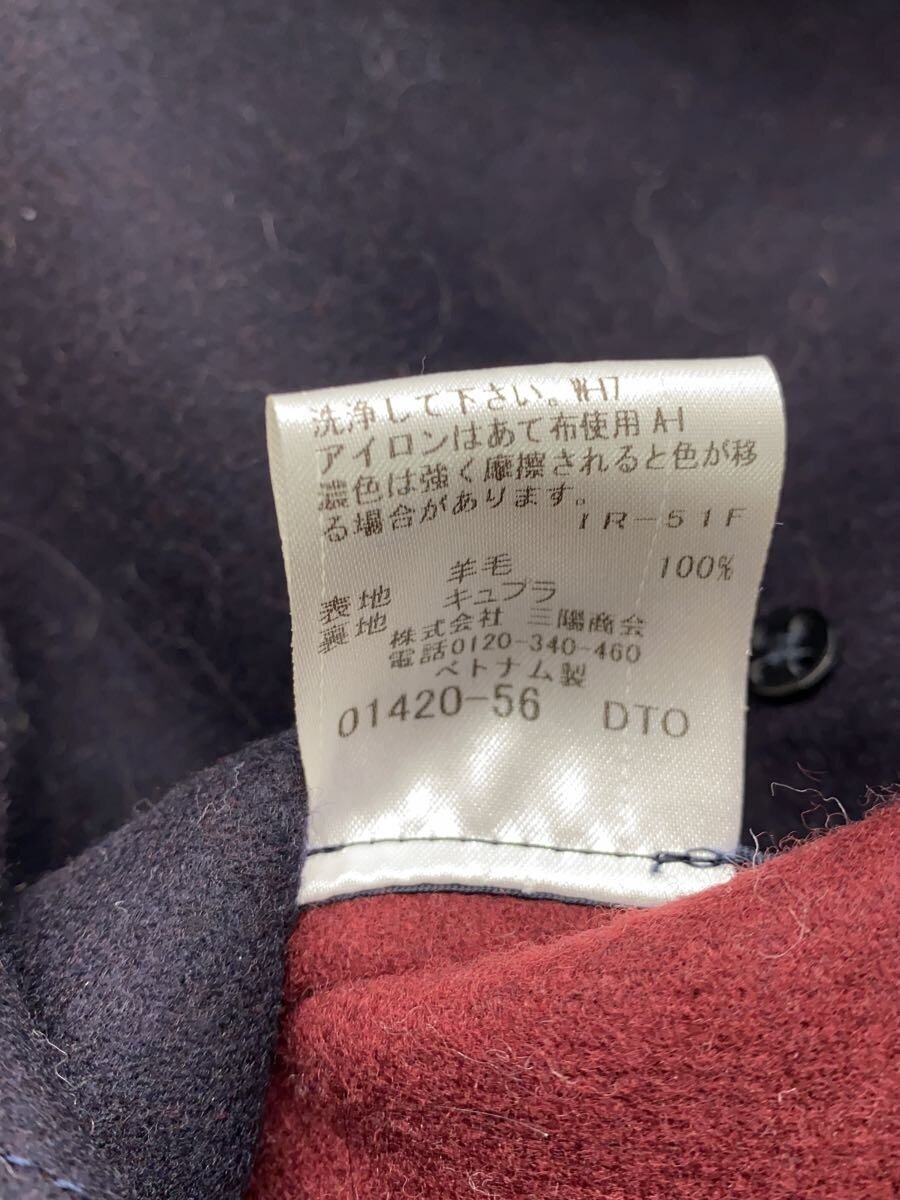 洗浄して下さい。W-17
アイロンはあて布使用 A-1
濃色は強く摩擦されると色が移
る場合があります。
IR-51F
表地 羊毛 100%
裏地 キュプラ
株式会社 三陽商会
電話0120-340-460
ベトナム製
01420-56 DTO